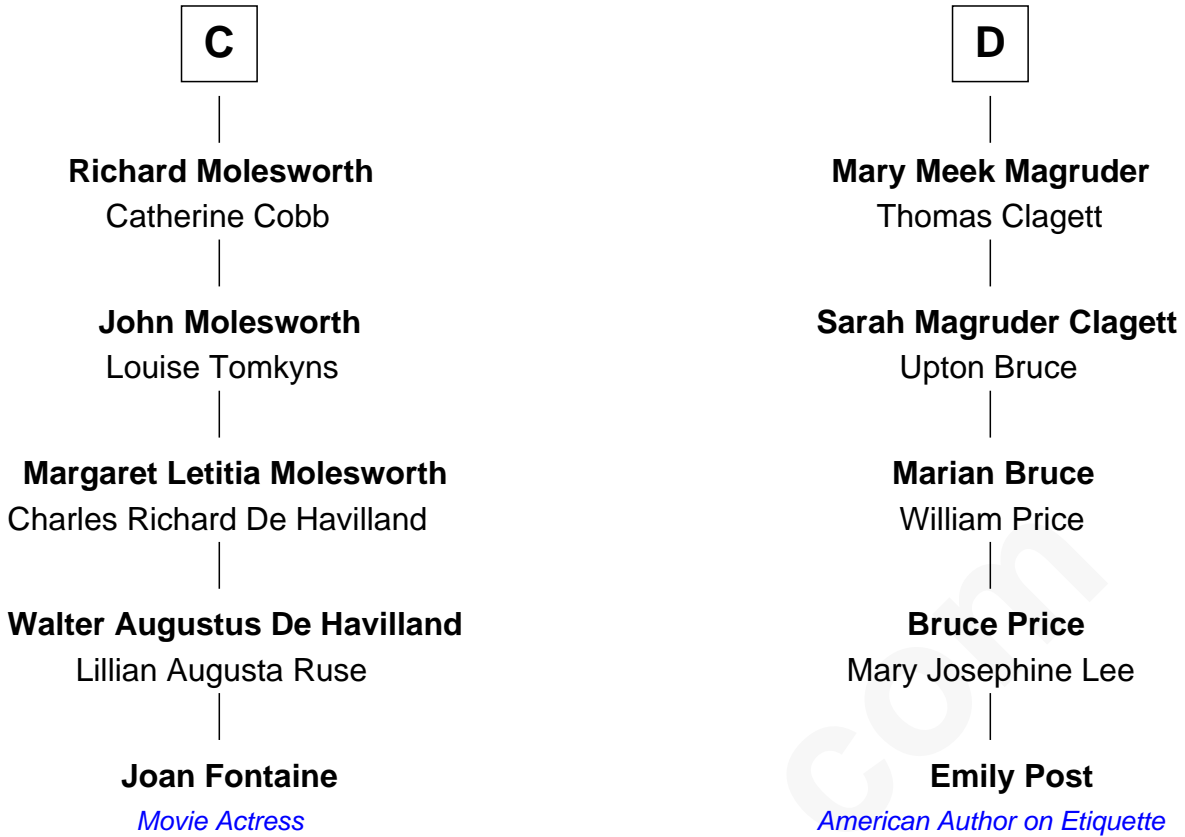 C
Richard Molesworth
Catherine Cobb
John Molesworth
Louise Tomkyns
Margaret Letitia Molesworth
Charles Richard De Havilland
Walter Augustus De Havilland
Lillian Augusta Ruse
Joan Fontaine
Movie Actress
D
Mary Meek Magruder
Thomas Clagett
Sarah Magruder Clagett
Upton Bruce
Marian Bruce
William Price
Bruce Price
Mary Josephine Lee
Emily Post
American Author on Etiquette
com